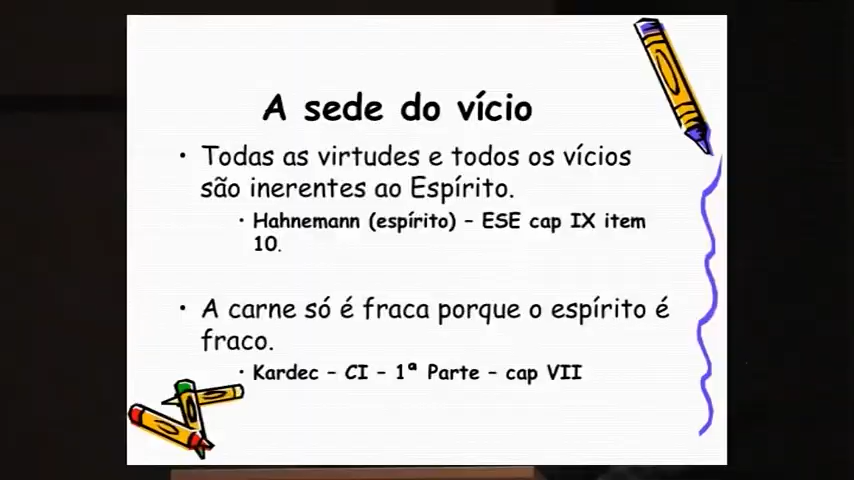 A sede do vício
• Todas as virtudes e todos os vícios
são inerentes ao Espírito.
• Hahnemann (espírito) – ESE cap IX item
10.
• A carne só é fraca porque o espírito é
fraco.
• Kardec – CI – 1ª Parte – cap VII